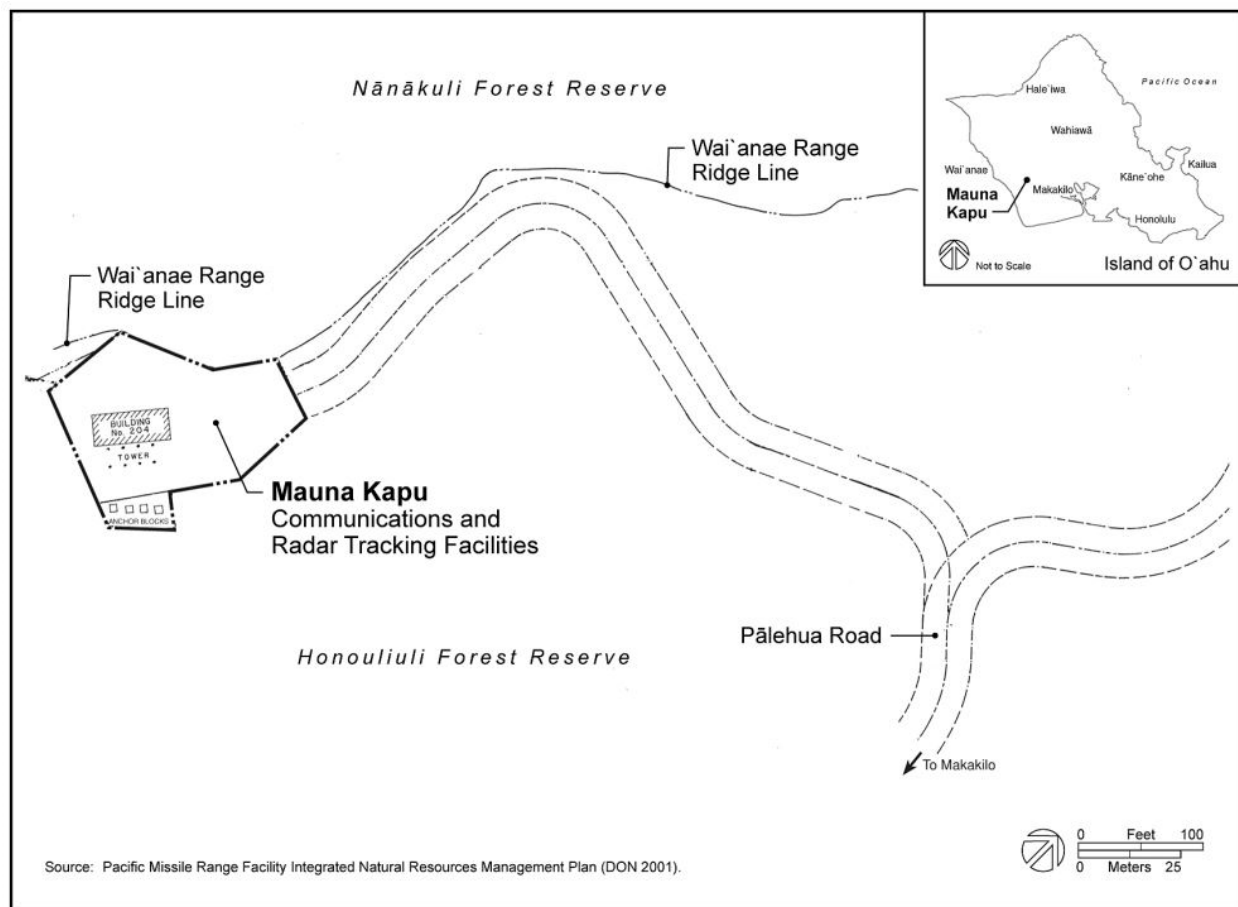 Nānākuli Forest Reserve
Wai`anae Range
Ridge Line
Wai`anae Range
Ridge Line
BUILDING
No. 204
TOWER
ANCHOR BLOCKS
Mauna Kapu
Communications and
Radar Tracking Facilities
Honouliuli Forest Reserve
Pālehua Road
To Makakilo
Pacific Ocean
Hale`iwa
Wahiawā
Wai`anae
Kailua
Kāne`ohe
Makakilo
Mauna
Kapu
Honolulu
Not to Scale
Island of O`ahu
0 Feet 100
0 Meters 25
Source: Pacific Missile Range Facility Integrated Natural Resources Management Plan (DON 2001).